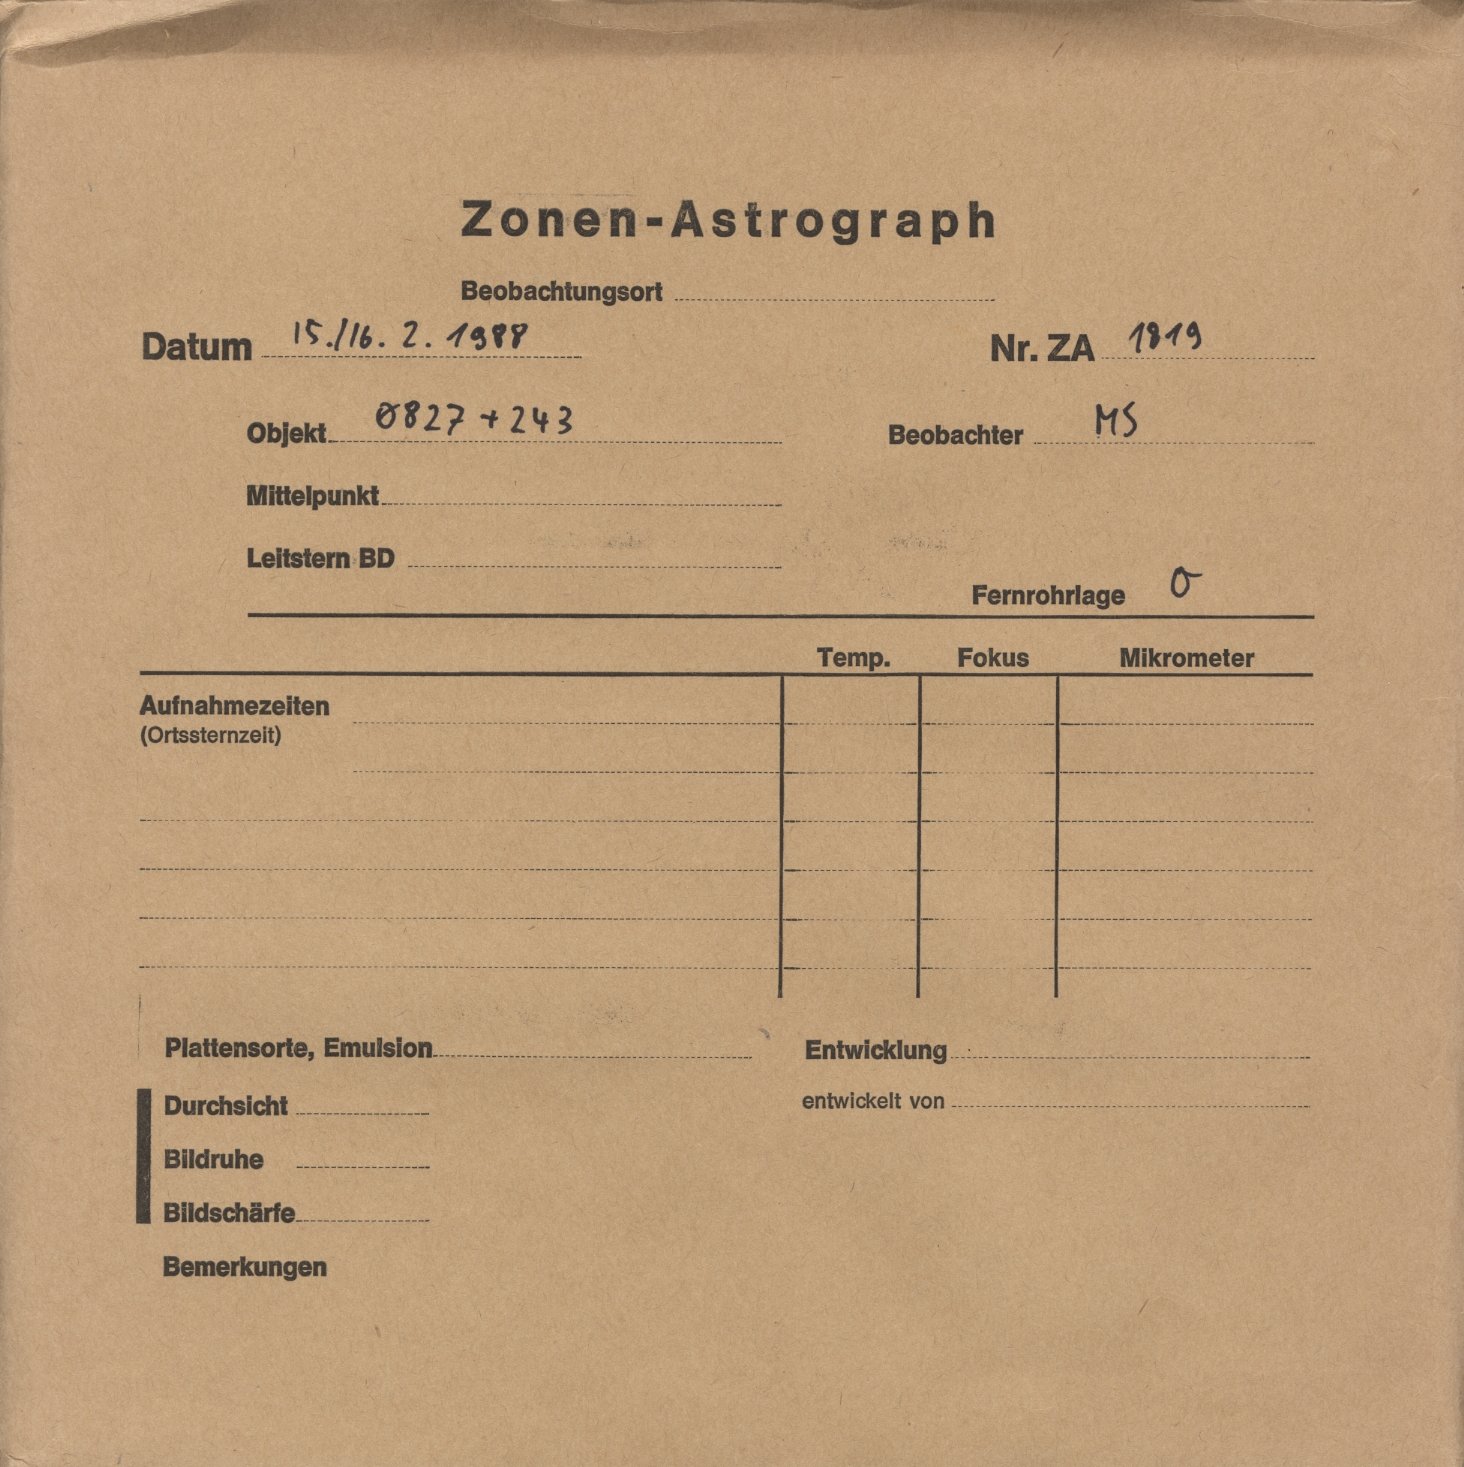 Zonen-Astrograph
Beobachtungsort
Datum 15./16. 2. 1988 Nr. ZA 1819
Objekt 0827 + 243 Beobachter MS
Mittelpunkt
Leitstern BD
Fernrohrlage O
Temp. Fokus Mikrometer
Aufnahmezeiten
(Ortssternzeit)
Plattensorte, Emulsion Entwicklung
Durchsicht entwickelt von
Bildruhe
Bildschärfe
Bemerkungen